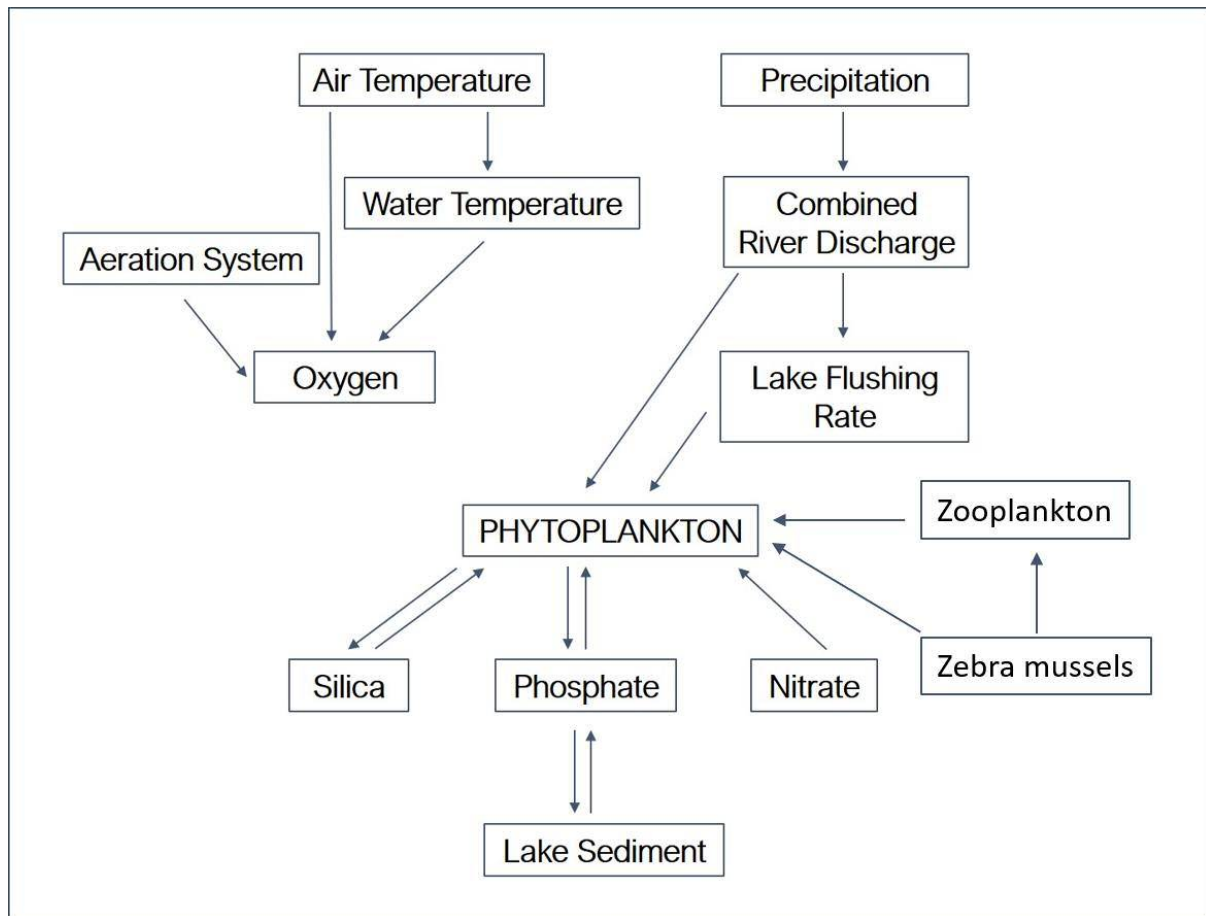 Air Temperature
Precipitation
Water Temperature
Combined
River Discharge
Aeration System
Oxygen
Lake Flushing
Rate
PHYTOPLANKTON
Zooplankton
Silica
Phosphate
Nitrate
Zebra mussels
Lake Sediment